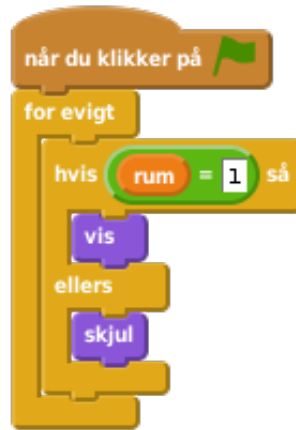 når du klikker på
for evigt
hvis rum = 1 så
vis
ellers
skjul